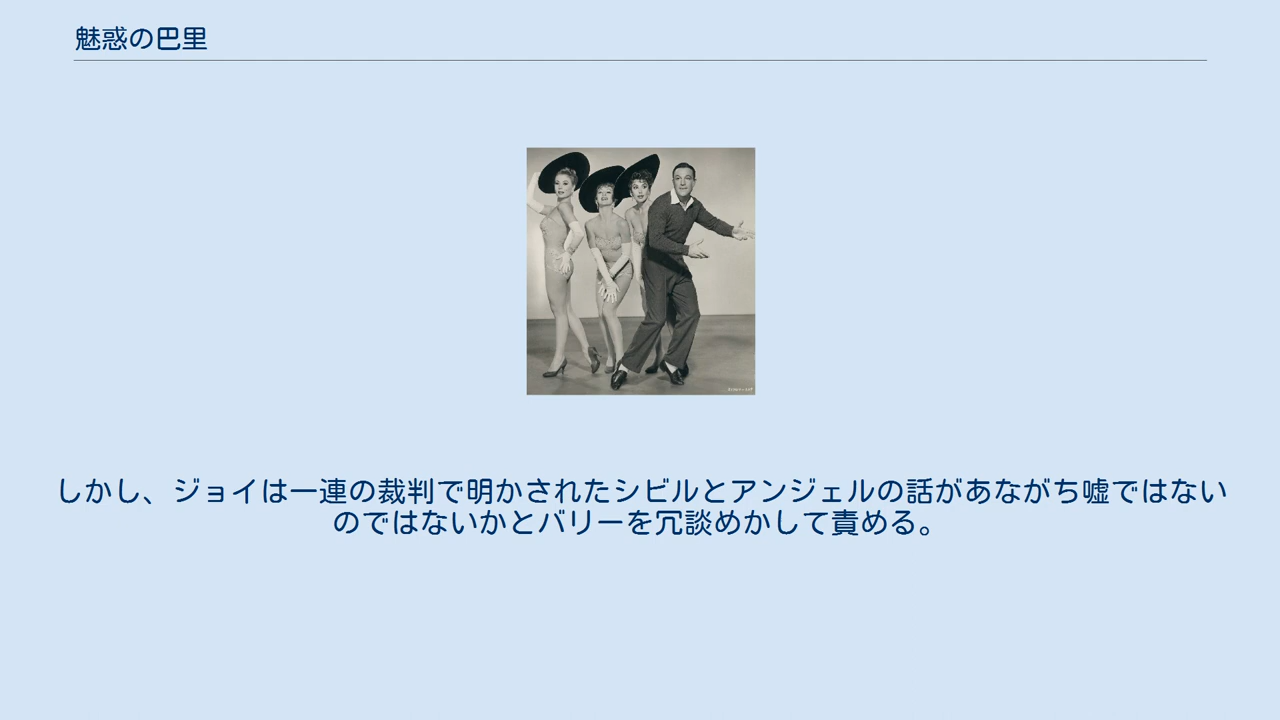 魅惑の巴里
しかし、ジョイは一連の裁判で明かされたシビルとアンジェルの話があながち嘘ではない
のではないかとバリーを冗談めかして責める。